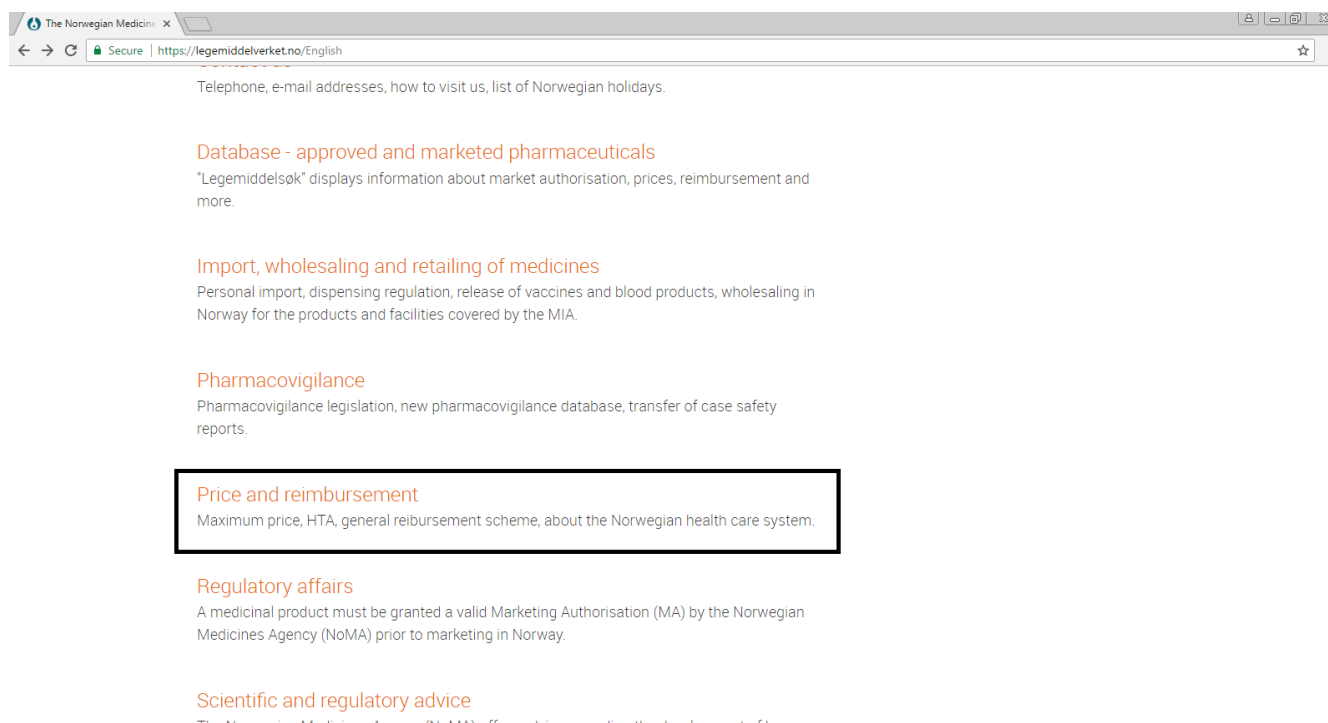 The Norwegian Medicine
Secure
https://legemiddelverket.no/English
Contact us
Telephone, e-mail addresses, how to visit us, list of Norwegian holidays.
Database - approved and marketed pharmaceuticals
"Legemiddelsøk" displays information about market authorisation, prices, reimbursement and
more.
Import, wholesaling and retailing of medicines
Personal import, dispensing regulation, release of vaccines and blood products, wholesaling in
Norway for the products and facilities covered by the MIA.
Pharmacovigilance
Pharmacovigilance legislation, new pharmacovigilance database, transfer of case safety
reports.
Price and reimbursement
Maximum price, HTA, general reibursement scheme, about the Norwegian health care system.
Regulatory affairs
A medicinal product must be granted a valid Marketing Authorisation (MA) by the Norwegian
Medicines Agency (NoMA) prior to marketing in Norway.
Scientific and regulatory advice